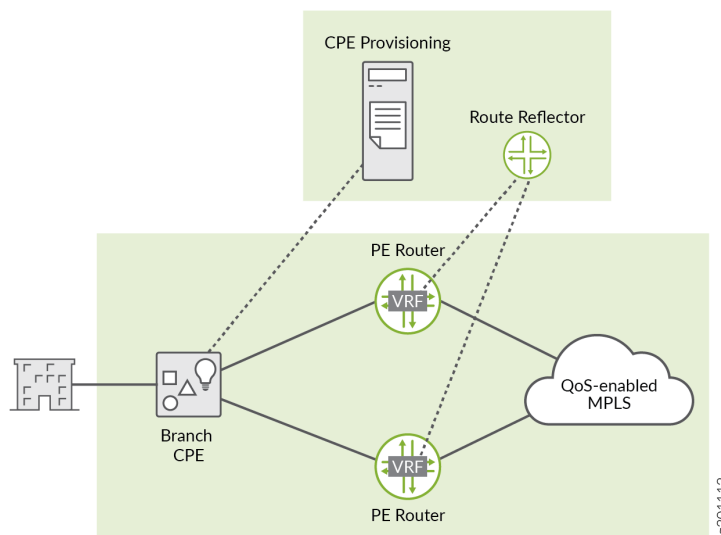 CPE Provisioning
Route Reflector
PE Router
VRF
QoS-enabled
MPLS
Branch
CPE
VRF
PE Router